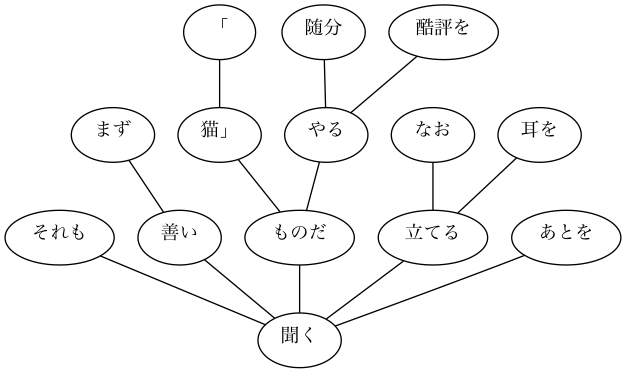 「 随分 酷評を
まず 猫」 やる なお 耳を
それも 善い ものだ 立てる あとを
聞く